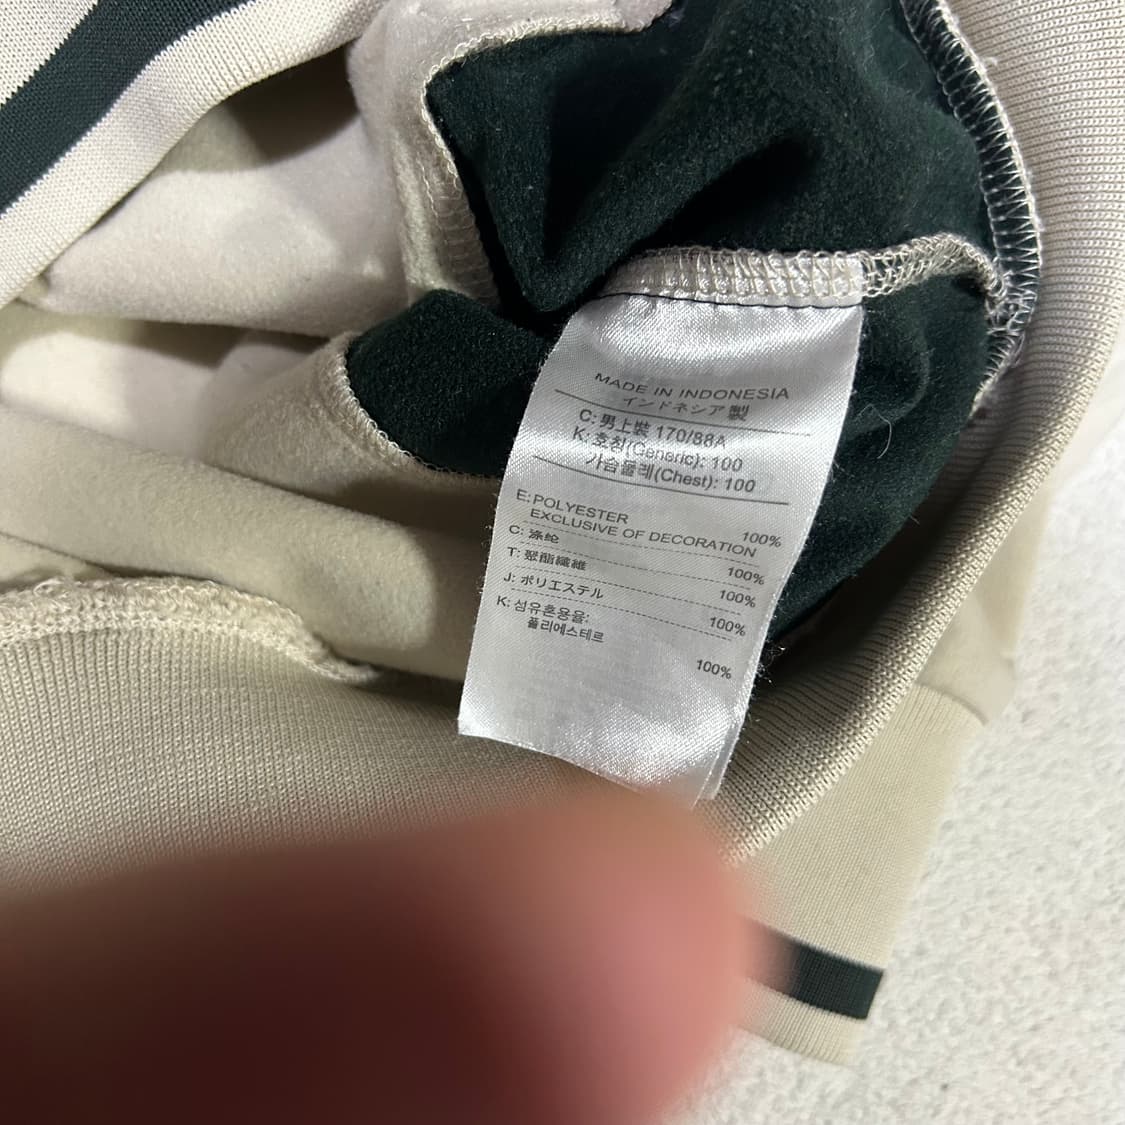 MADE IN INDONESIA
インドネシア製
C: 男上裝 170/88A
K: 호칭(Generic): 100
가슴둘레(Chest): 100
E: POLYESTER 100%
EXCLUSIVE OF DECORATION
C: 涤纶 100%
T: 聚酯纖維 100%
J: ポリエステル 100%
K: 섬유혼용율:
폴리에스테르 100%